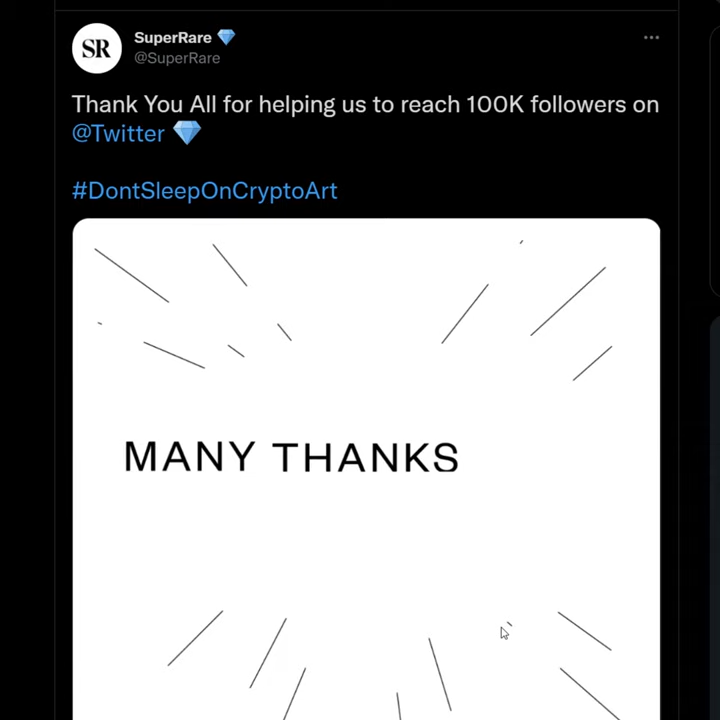 SR
SuperRare 💎
@SuperRare
Thank You All for helping us to reach 100K followers on
@Twitter 💎
#DontSleepOnCryptoArt
MANY THANKS